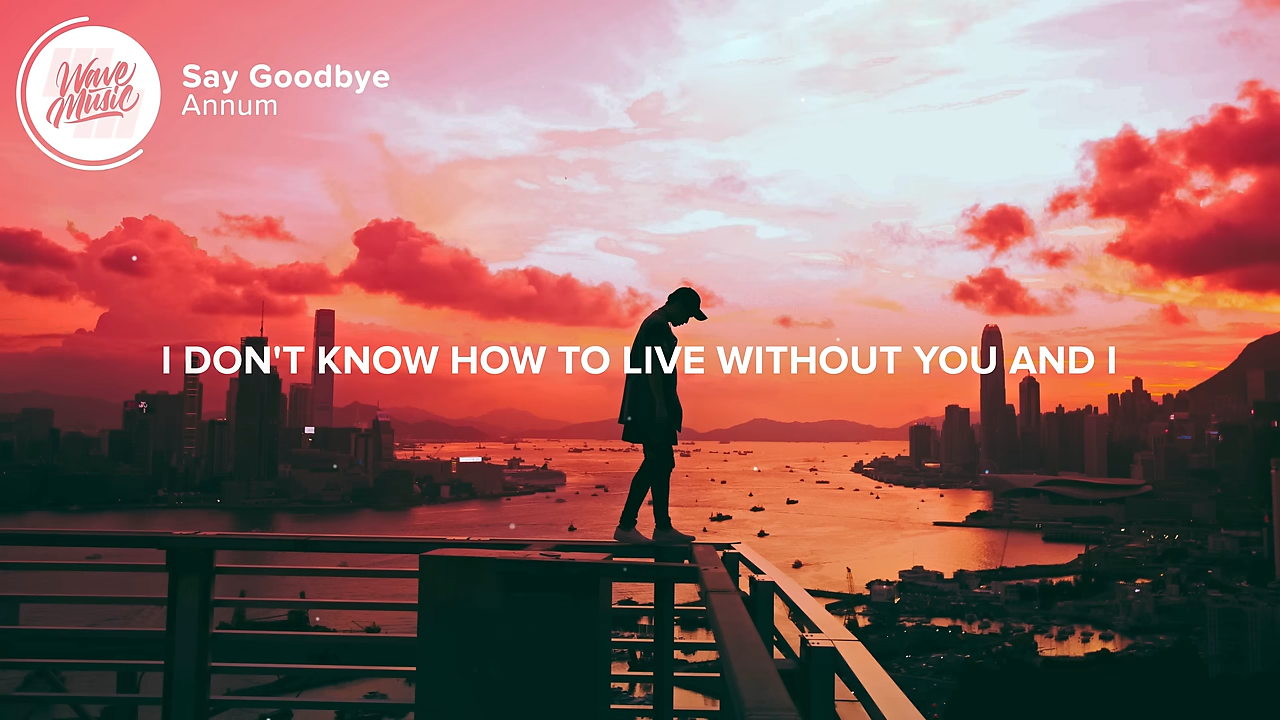 Wave
Music
Say Goodbye
Annum
I DON'T KNOW HOW TO LIVE WITHOUT YOU AND I